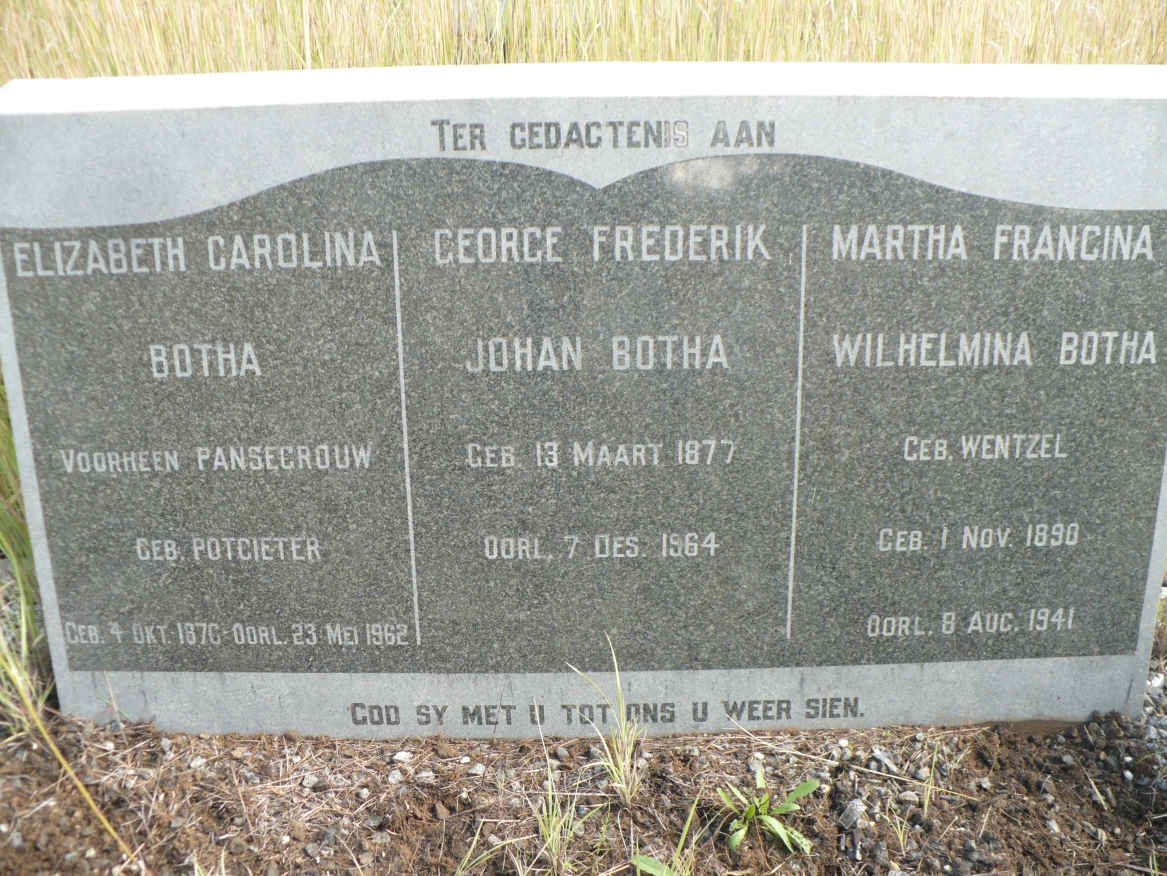 TER GEDACTENIS AAN
ELIZABETH CAROLINA
BOTHA
VOORHEEN PANSEGROUW
GEB. POTGIETER
GEB. 4 OKT. 1876-OORL. 23 MEI 1962
GEORGE FREDERIK
JOHAN BOTHA
GEB. 13 MAART 1877
OORL. 7 DES. 1964
MARTHA FRANCINA
WILHELMINA BOTHA
GEB. WENTZEL
GEB. 1 NOV. 1890
OORL. 8 AUG. 1941
GOD SY MET U TOT ONS U WEER SIEN.